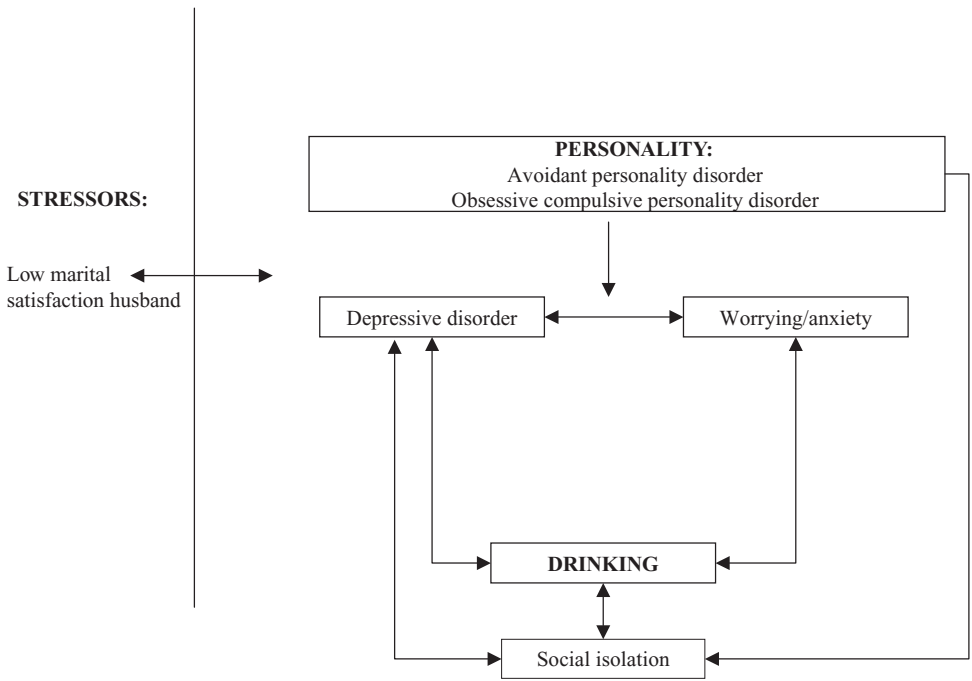 PERSONALITY:
Avoidant personality disorder
Obsessive compulsive personality disorder
STRESSORS:
Low marital
satisfaction husband
Depressive disorder
Worrying/anxiety
DRINKING
Social isolation